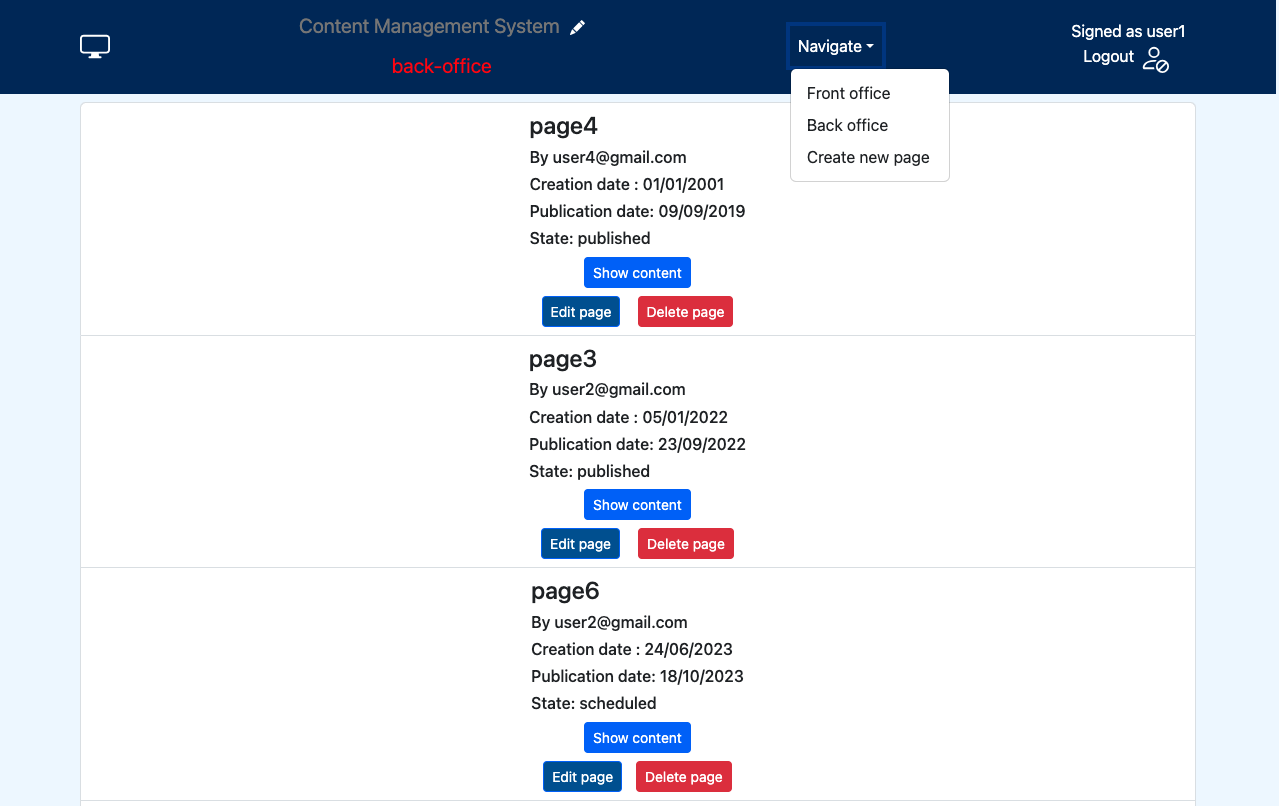 Content Management System
back-office
Navigate
Signed as user1
Logout
Front office
Back office
Create new page
page4
By user4@gmail.com
Creation date : 01/01/2001
Publication date: 09/09/2019
State: published
Show content
Edit page
Delete page
page3
By user2@gmail.com
Creation date : 05/01/2022
Publication date: 23/09/2022
State: published
Show content
Edit page
Delete page
page6
By user2@gmail.com
Creation date : 24/06/2023
Publication date: 18/10/2023
State: scheduled
Show content
Edit page
Delete page